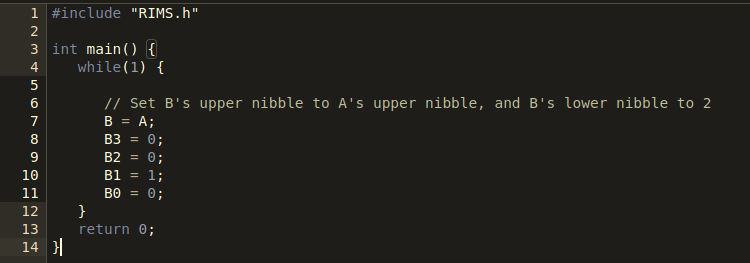 1 #include "RIMS.h"
2
3 int main() {
4 while(1) {
5
6 // Set B's upper nibble to A's upper nibble, and B's lower nibble to 2
7 B = A;
8 B3 = 0;
9 B2 = 0;
10 B1 = 1;
11 B0 = 0;
12 }
13 return 0;
14 }